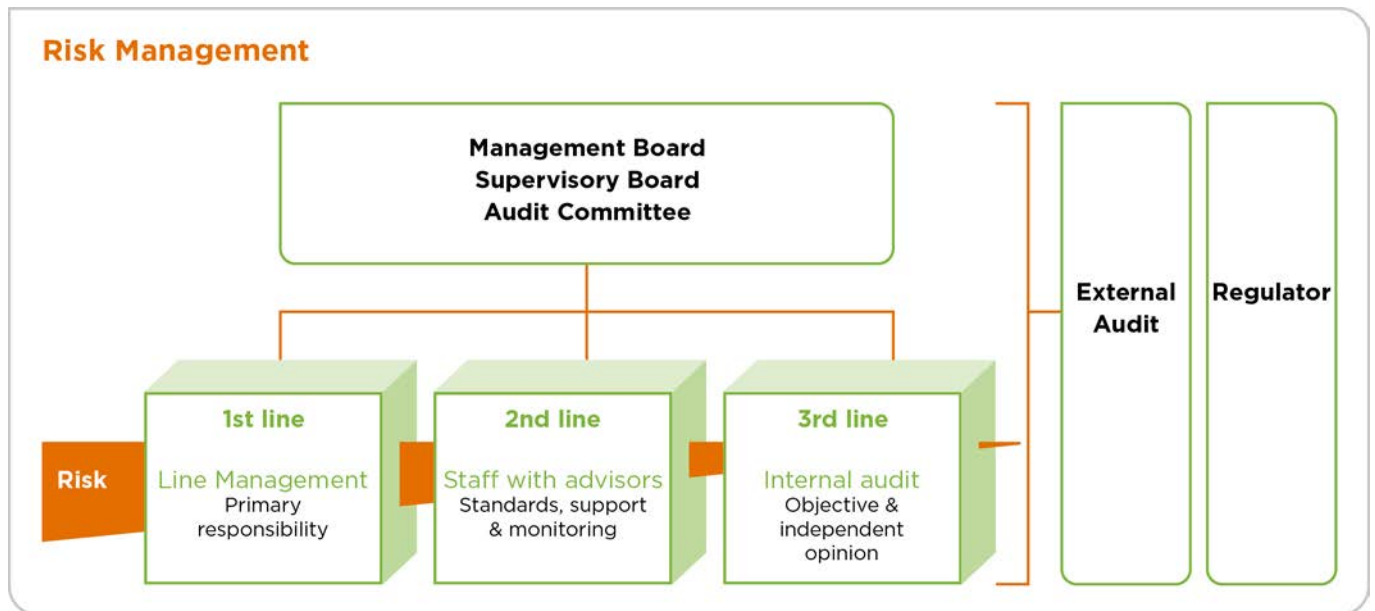 Risk Management
Management Board
Supervisory Board
Audit Committee
External
Audit
Regulator
Risk
1st line
Line Management
Primary
responsibility
2nd line
Staff with advisors
Standards, support
& monitoring
3rd line
Internal audit
Objective &
independent
opinion